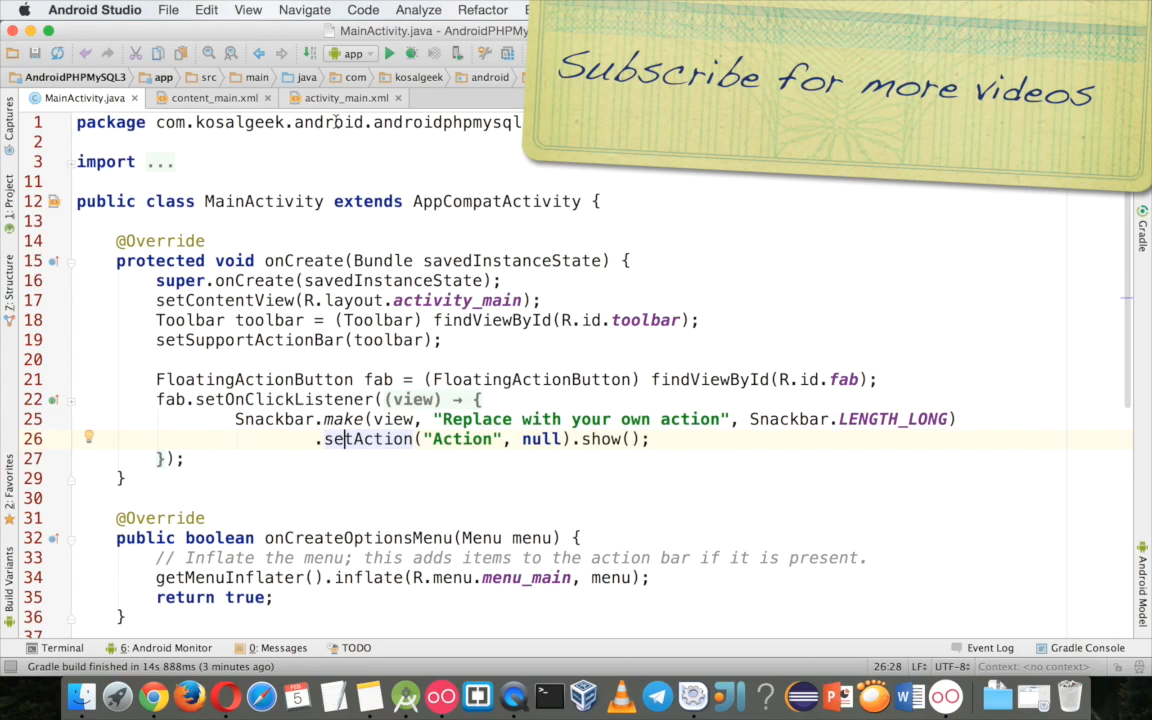 Android Studio File Edit View Navigate Code Analyze Refactor
MainActivity.java - AndroidPHPMy
Subscribe for more videos
app
AndroidPHPMySQL3 app src main java com kosalgeek android
MainActivity.java content_main.xml activity_main.xml
1 package com.kosalgeek.android.androidphpmysql
2
3 import ...
11
12 public class MainActivity extends AppCompatActivity {
13
14 @Override
15 protected void onCreate(Bundle savedInstanceState) {
16 super.onCreate(savedInstanceState);
17 setContentView(R.layout.activity_main);
18 Toolbar toolbar = (Toolbar) findViewById(R.id.toolbar);
19 setSupportActionBar(toolbar);
20
21 FloatingActionButton fab = (FloatingActionButton) findViewById(R.id.fab);
22 fab.setOnClickListener((view) → {
25 Snackbar.make(view, "Replace with your own action", Snackbar.LENGTH_LONG)
26 .setAction("Action", null).show();
27 });
29 }
30
31 @Override
32 public boolean onCreateOptionsMenu(Menu menu) {
33 // Inflate the menu; this adds items to the action bar if it is present.
34 getMenuInflater().inflate(R.menu.menu_main, menu);
35 return true;
36 }
37
Captures
1: Project
7: Structure
2: Favorites
Build Variants
Gradle
Android Model
Terminal 6: Android Monitor 0: Messages TODO Event Log Gradle Console
Gradle build finished in 14s 888ms (3 minutes ago) 26:28 LF÷ UTF-8÷ Context: <no context>
FEB
5